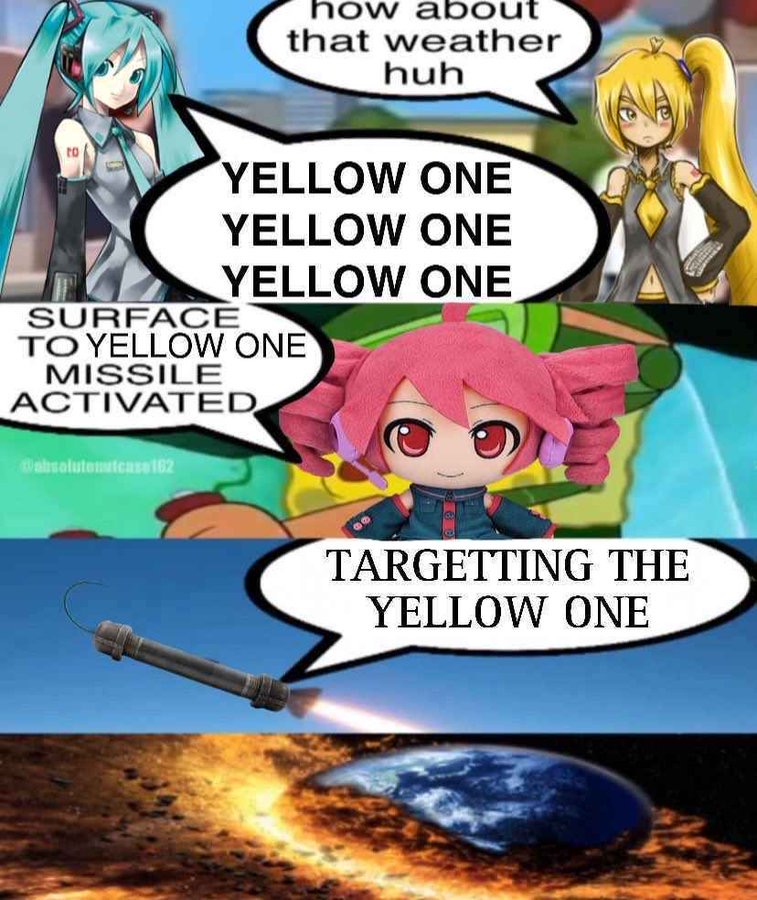 how about
that weather
huh
YELLOW ONE
YELLOW ONE
YELLOW ONE
SURFACE
TO YELLOW ONE
MISSILE
ACTIVATED
TARGETTING THE
YELLOW ONE